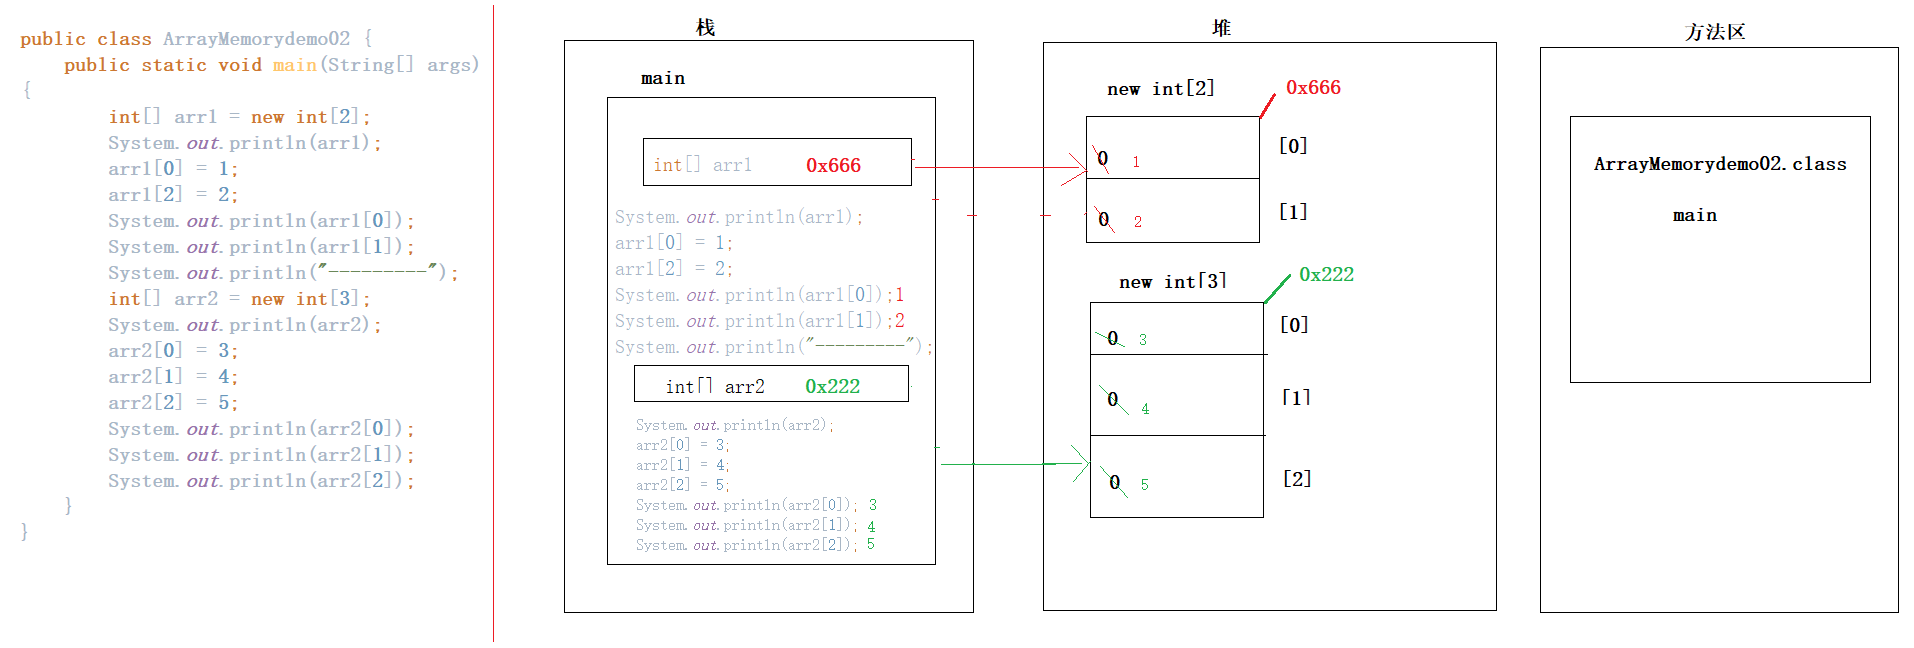 public class ArrayMemorydemo02 {
public static void main(String[] args)
{
int[] arr1 = new int[2];
System.out.println(arr1);
arr1[0] = 1;
arr1[2] = 2;
System.out.println(arr1[0]);
System.out.println(arr1[1]);
System.out.println("---------");
int[] arr2 = new int[3];
System.out.println(arr2);
arr2[0] = 3;
arr2[1] = 4;
arr2[2] = 5;
System.out.println(arr2[0]);
System.out.println(arr2[1]);
System.out.println(arr2[2]);
}
}
栈
main
int[] arr1 0x666
System.out.println(arr1);
arr1[0] = 1;
arr1[2] = 2;
System.out.println(arr1[0]);1
System.out.println(arr1[1]);2
System.out.println("---------");
int[] arr2 0x222
System.out.println(arr2);
arr2[0] = 3;
arr2[1] = 4;
arr2[2] = 5;
System.out.println(arr2[0]); 3
System.out.println(arr2[1]); 4
System.out.println(arr2[2]); 5
堆
new int[2] 0x666
0 1 [0]
0 2 [1]
new int[3] 0x222
0 3 [0]
0 4 [1]
0 5 [2]
方法区
ArrayMemorydemo02.class
main